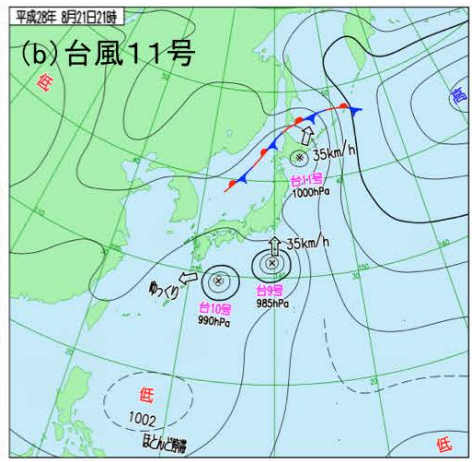 平成28年 8月21日21時
(b)台風11号
低
高
35km/h
台11号
1000hPa
35km/h
ゆっくり
台10号
990hPa
台9号
985hPa
低
1002
ほとんど停滞
低